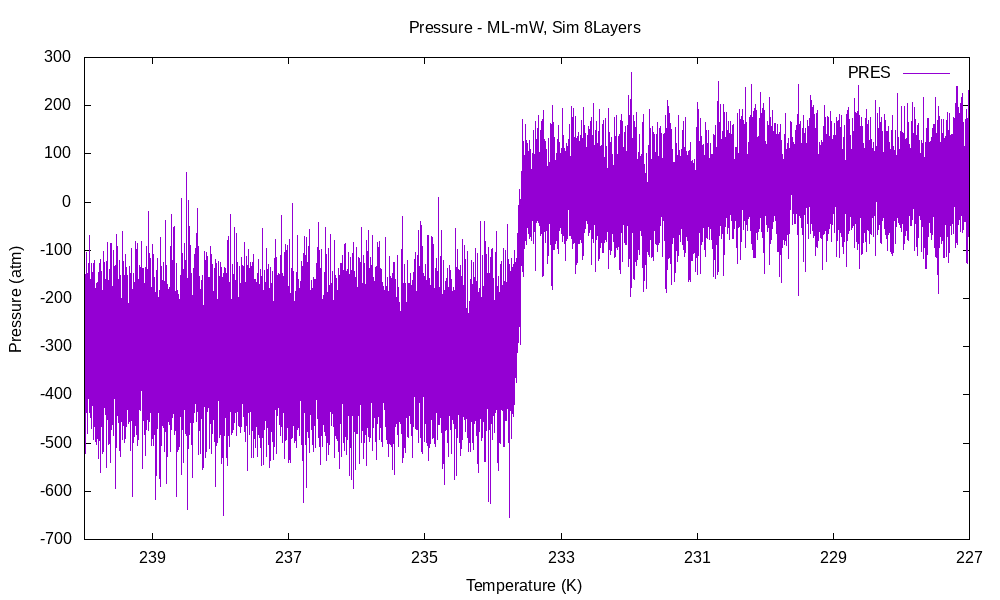 Pressure - ML-mW, Sim 8Layers
PRES
300
200
100
0
-100
-200
-300
-400
-500
-600
-700
Pressure (atm)
239 237 235 233 231 229 227
Temperature (K)